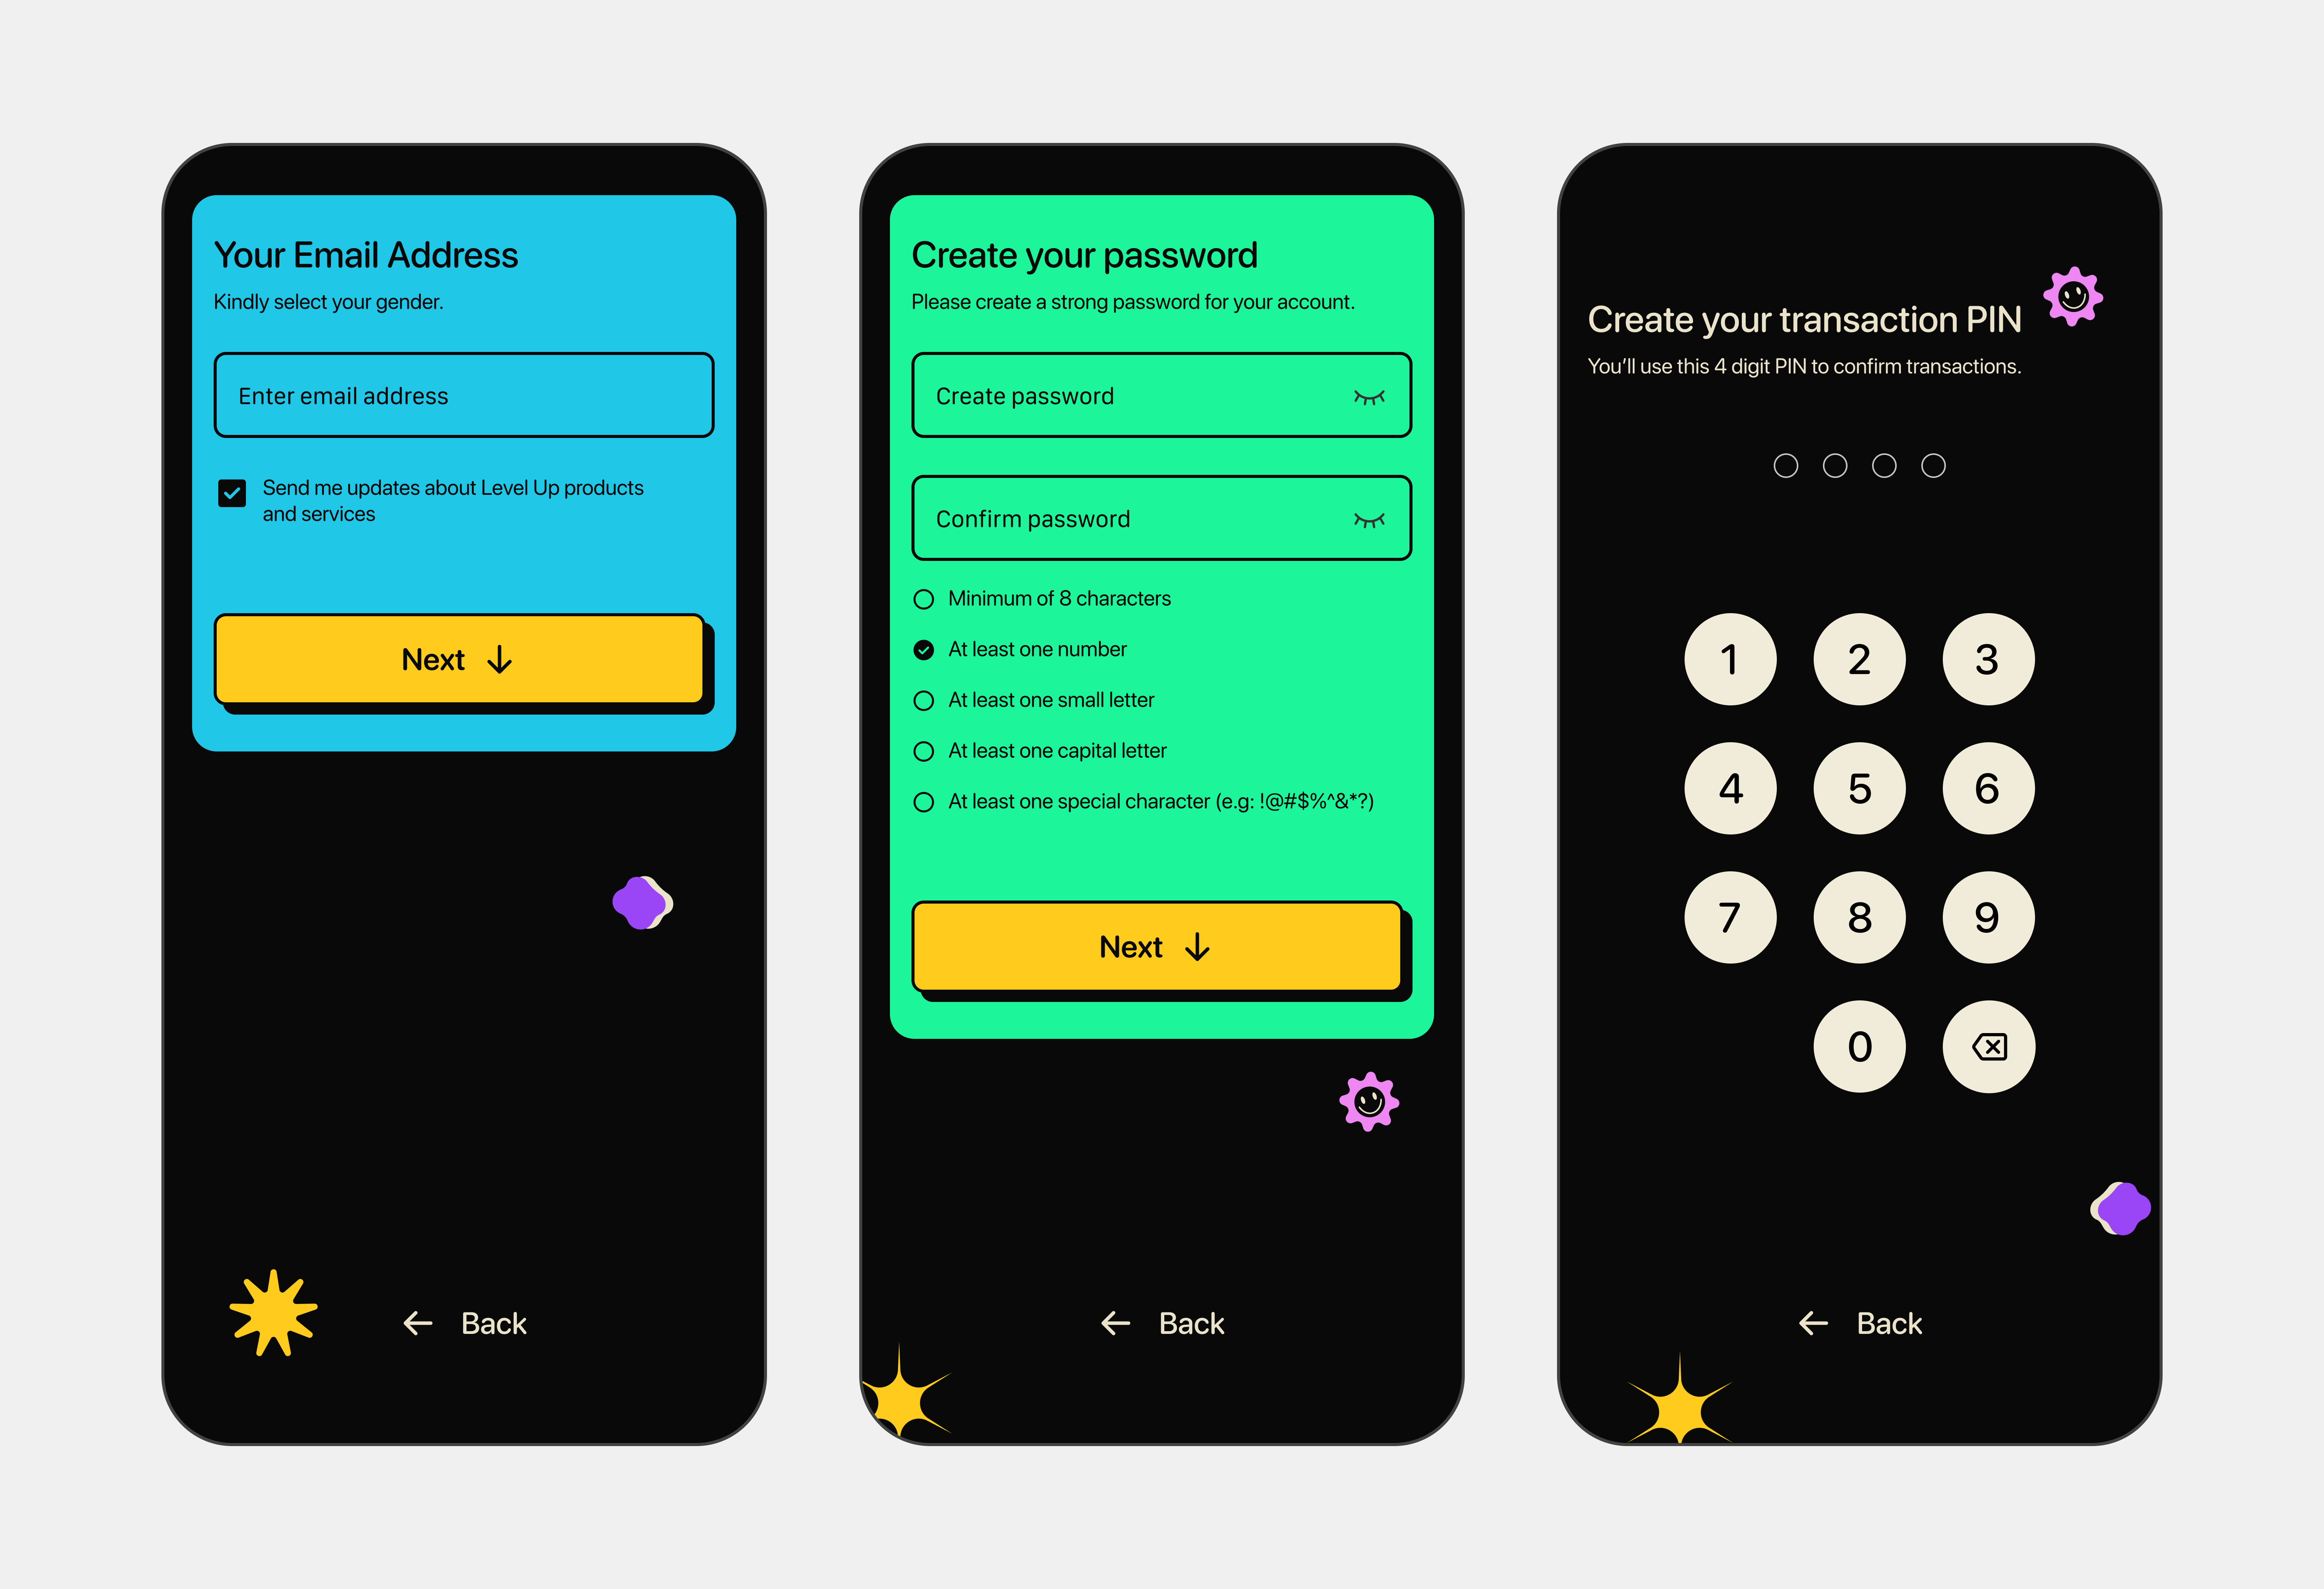 Your Email Address
Kindly select your gender.
Enter email address
Send me updates about Level Up products
and services
Next
Back
Create your password
Please create a strong password for your account.
Create password
Confirm password
Minimum of 8 characters
At least one number
At least one small letter
At least one capital letter
At least one special character (e.g: !@#$%^&*?)
Next
Back
Create your transaction PIN
You’ll use this 4 digit PIN to confirm transactions.
1 2 3
4 5 6
7 8 9
0
Back